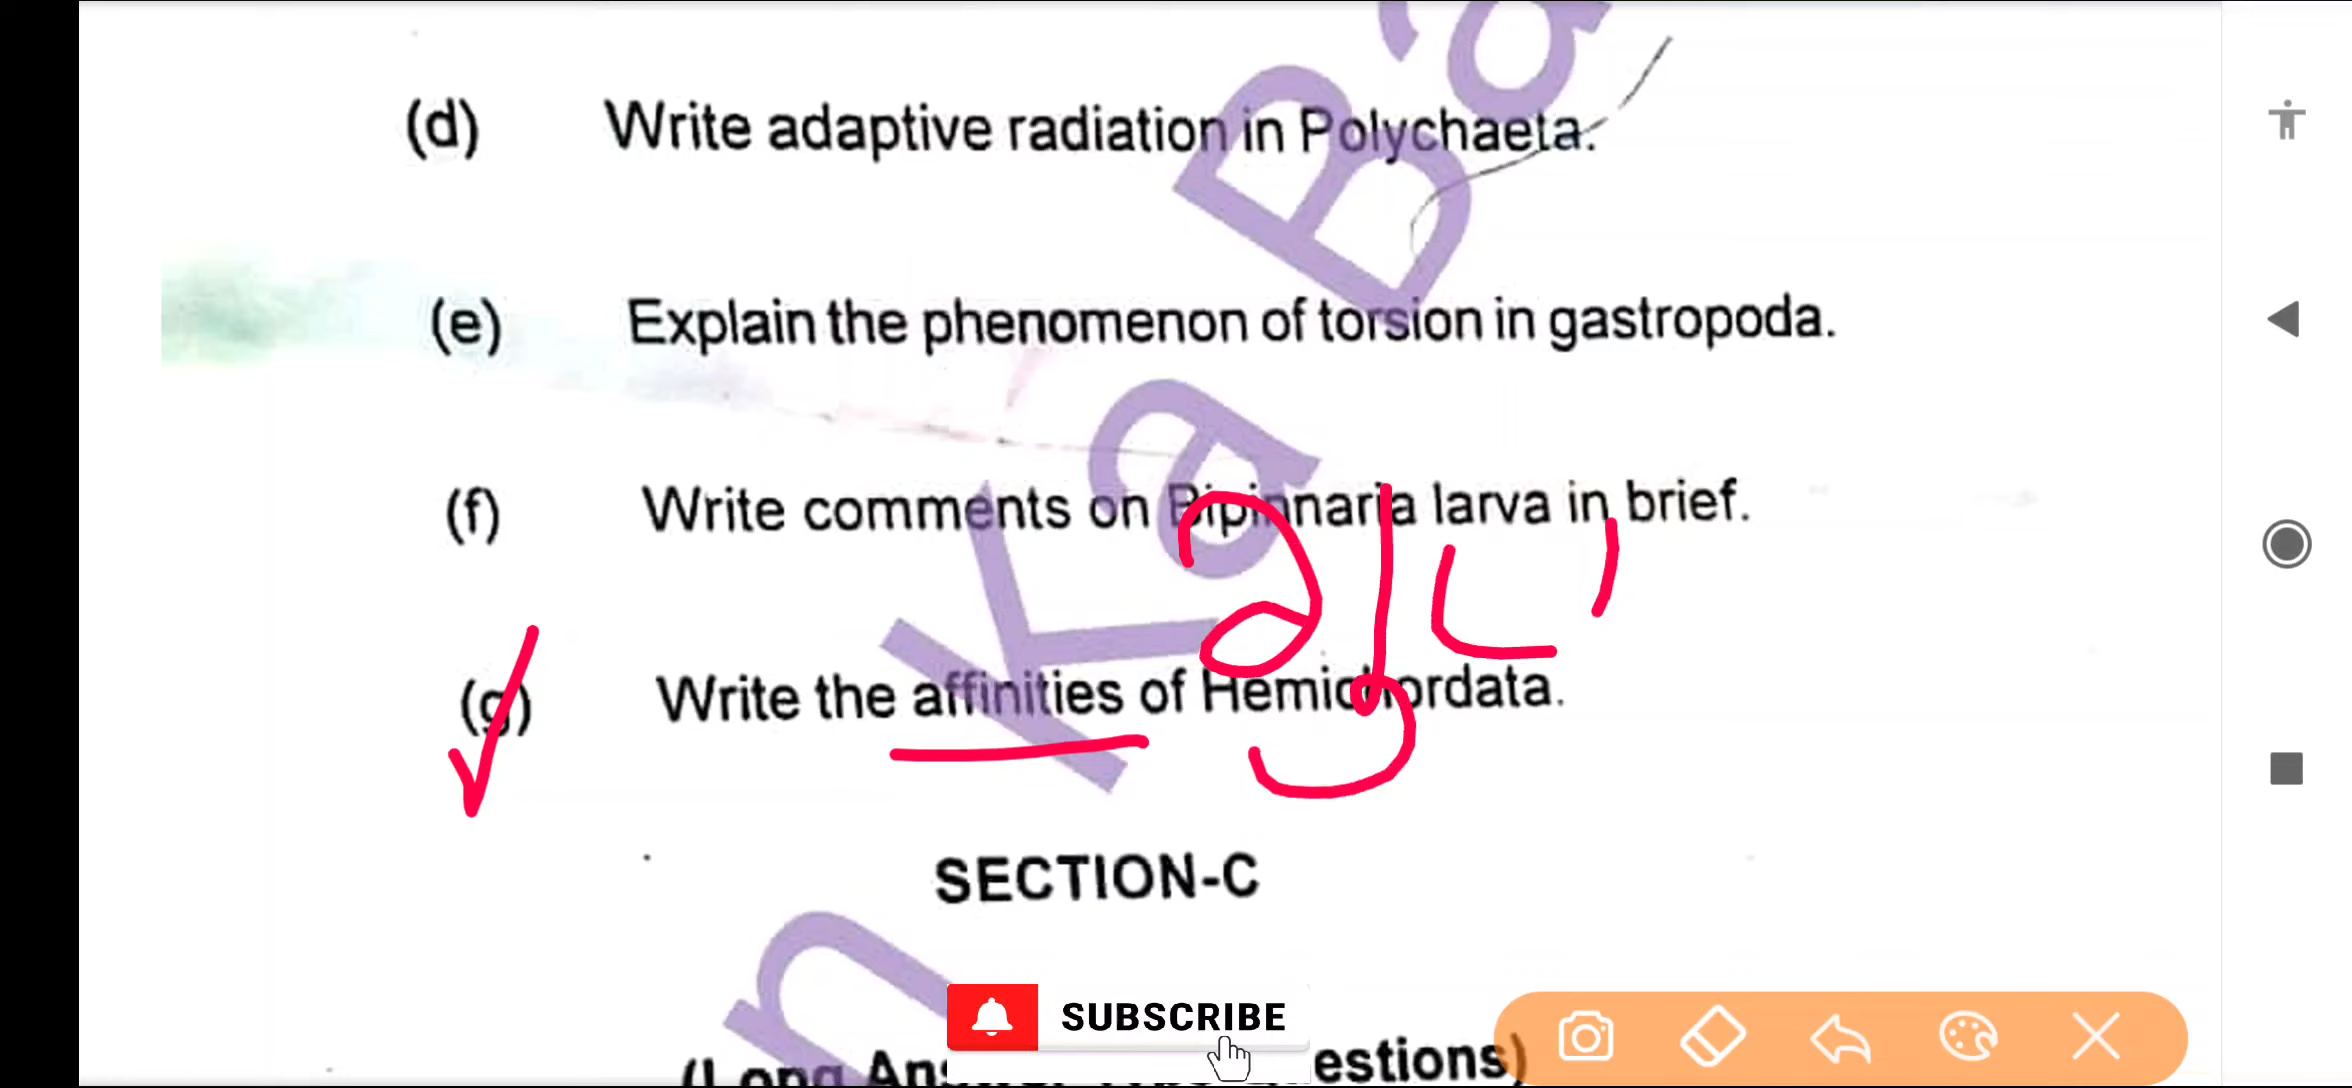 (d) Write adaptive radiation in Polychaeta.
(e) Explain the phenomenon of torsion in gastropoda.
(f) Write comments on Bipinnaria larva in brief.
(g) Write the affinities of Hemichordata.
SECTION-C
SUBSCRIBE